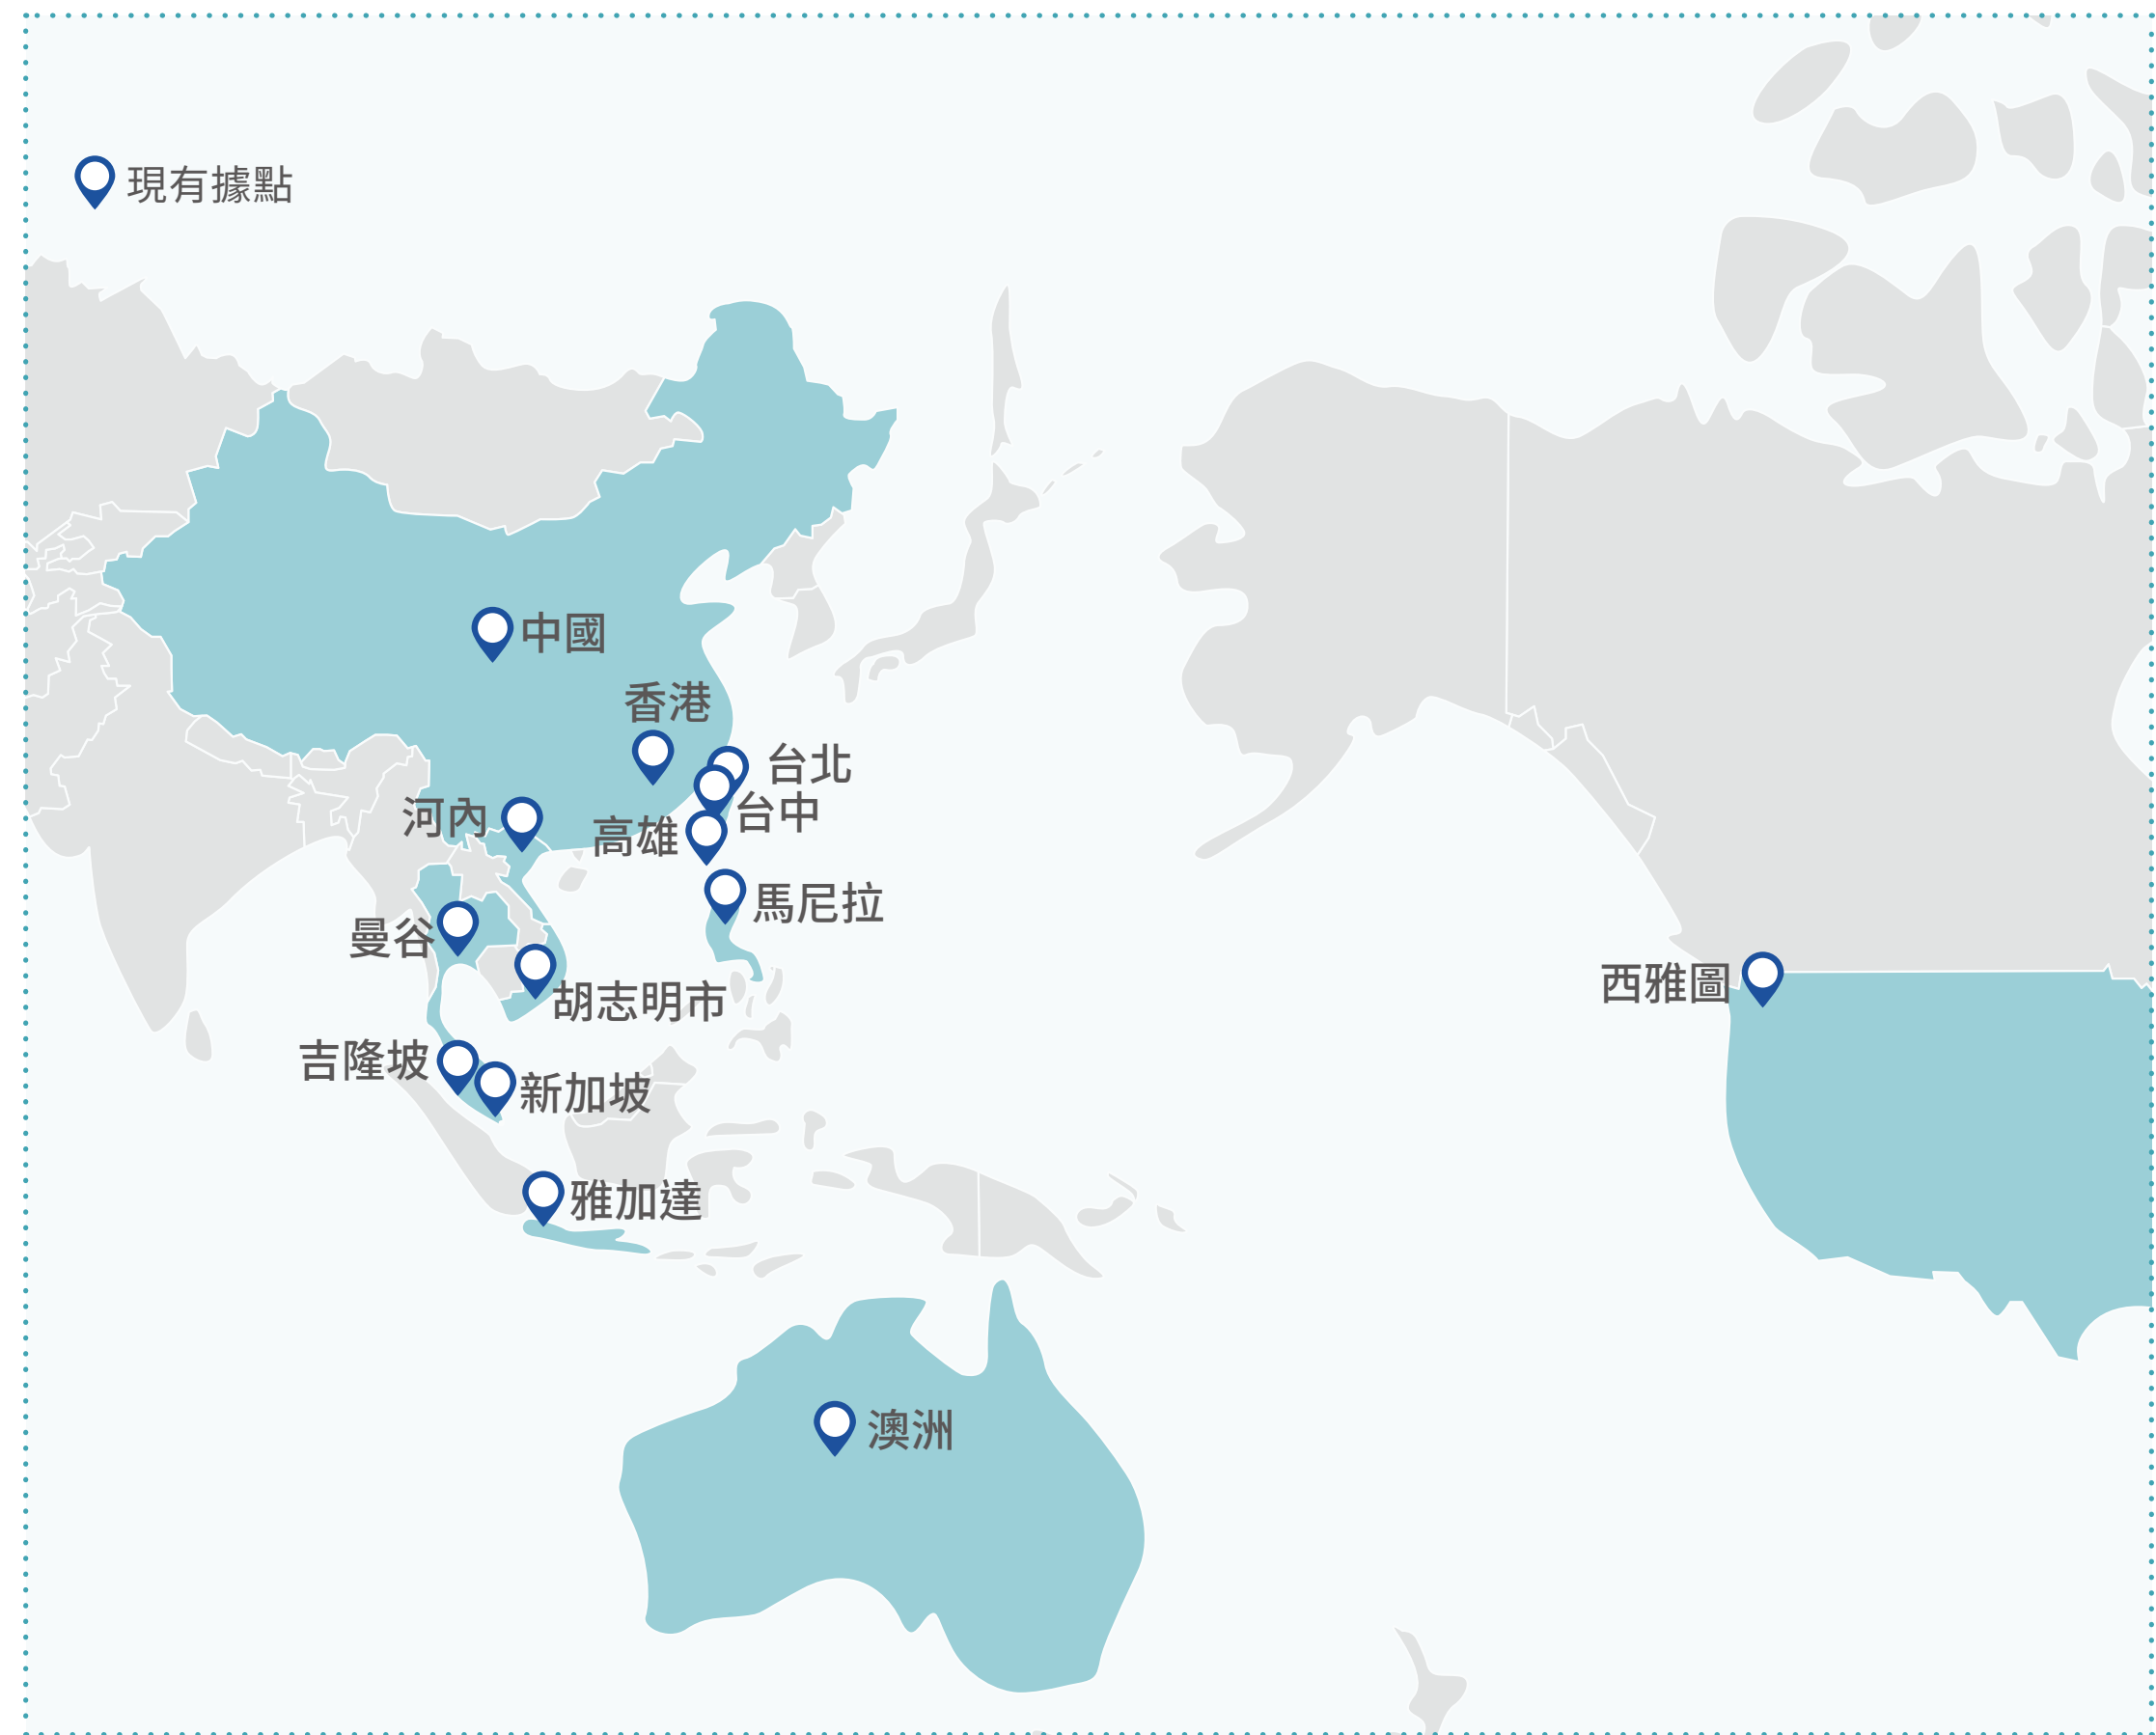 現有據點
中國
香港
台北
台中
河內
高雄
馬尼拉
曼谷
胡志明市
西雅圖
吉隆坡
新加坡
雅加達
澳洲